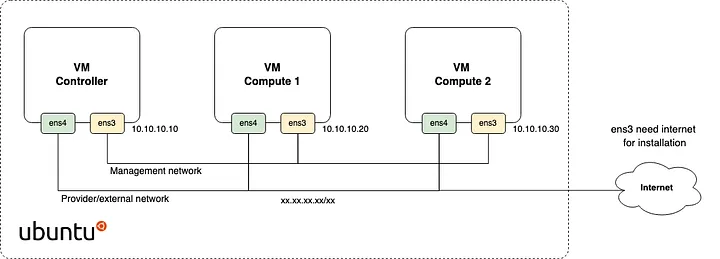 VM
Controller
VM
Compute 1
VM
Compute 2
ens4
ens3
10.10.10.10
ens4
ens3
10.10.10.20
ens4
ens3
10.10.10.30
ens3 need internet
for installation
Management network
Internet
Provider/external network
xx.xx.xx.xx/xx
ubuntu